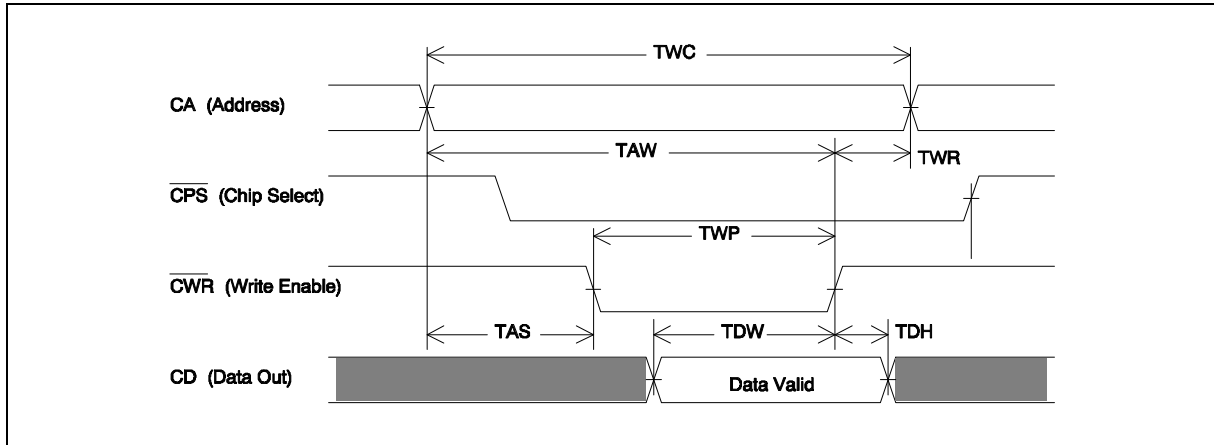 TWC
CA (Address)
TAW
TWR
CPS (Chip Select)
TWP
CWR (Write Enable)
TAS
TDW
TDH
CD (Data Out)
Data Valid